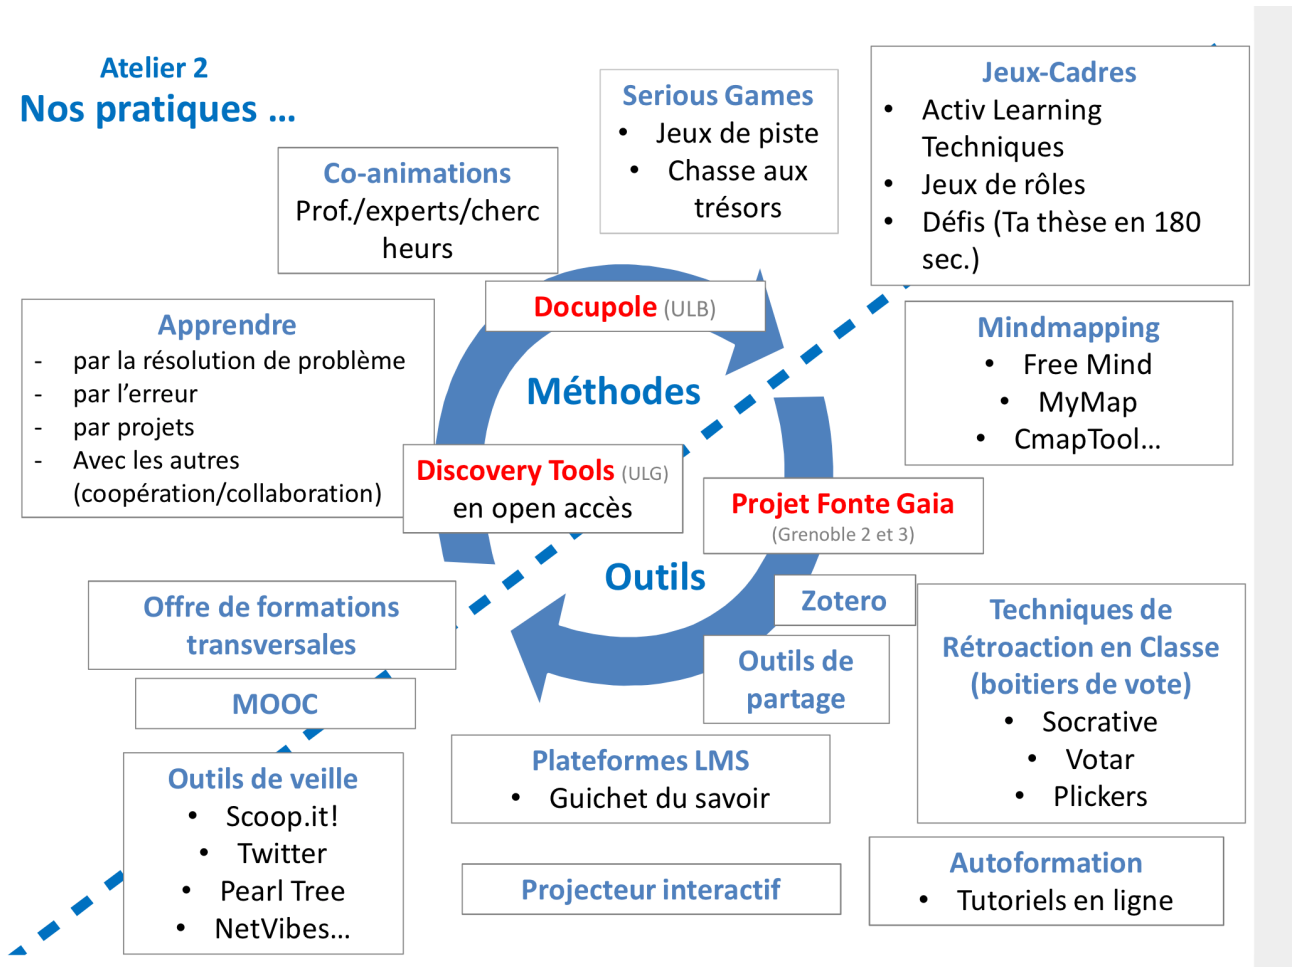 Atelier 2
Nos pratiques ...
Co-animations
Prof./experts/cherc
heurs
Serious Games
• Jeux de piste
• Chasse aux
trésors
Jeux-Cadres
• Activ Learning
Techniques
• Jeux de rôles
• Défis (Ta thèse en 180
sec.)
Docupole (ULB)
Apprendre
- par la résolution de problème
- par l’erreur
- par projets
- Avec les autres
(coopération/collaboration)
Méthodes
Mindmapping
• Free Mind
• MyMap
• CmapTool…
Discovery Tools (ULG)
en open accès
Projet Fonte Gaia
(Grenoble 2 et 3)
Outils
Zotero
Outils de
partage
Offre de formations
transversales
MOOC
Techniques de
Rétroaction en Classe
(boitiers de vote)
• Socrative
• Votar
• Plickers
Outils de veille
• Scoop.it!
• Twitter
• Pearl Tree
• NetVibes…
Plateformes LMS
• Guichet du savoir
Projecteur interactif
Autoformation
• Tutoriels en ligne